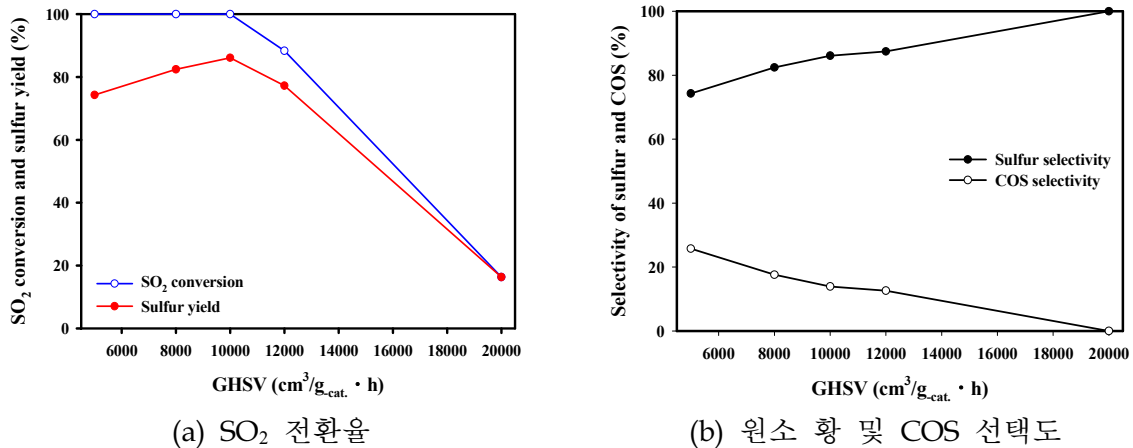 SO₂ conversion and sulfur yield (%)
100
80
60
40
20
0
SO₂ conversion
Sulfur yield
6000 8000 10000 12000 14000 16000 18000 20000
GHSV (cm³/g-cat. · h)
(a) SO₂ 전환율
Selectivity of sulfur and COS (%)
100
80
60
40
20
0
Sulfur selectivity
COS selectivity
6000 8000 10000 12000 14000 16000 18000 20000
GHSV (cm³/g-cat. · h)
(b) 원소 황 및 COS 선택도